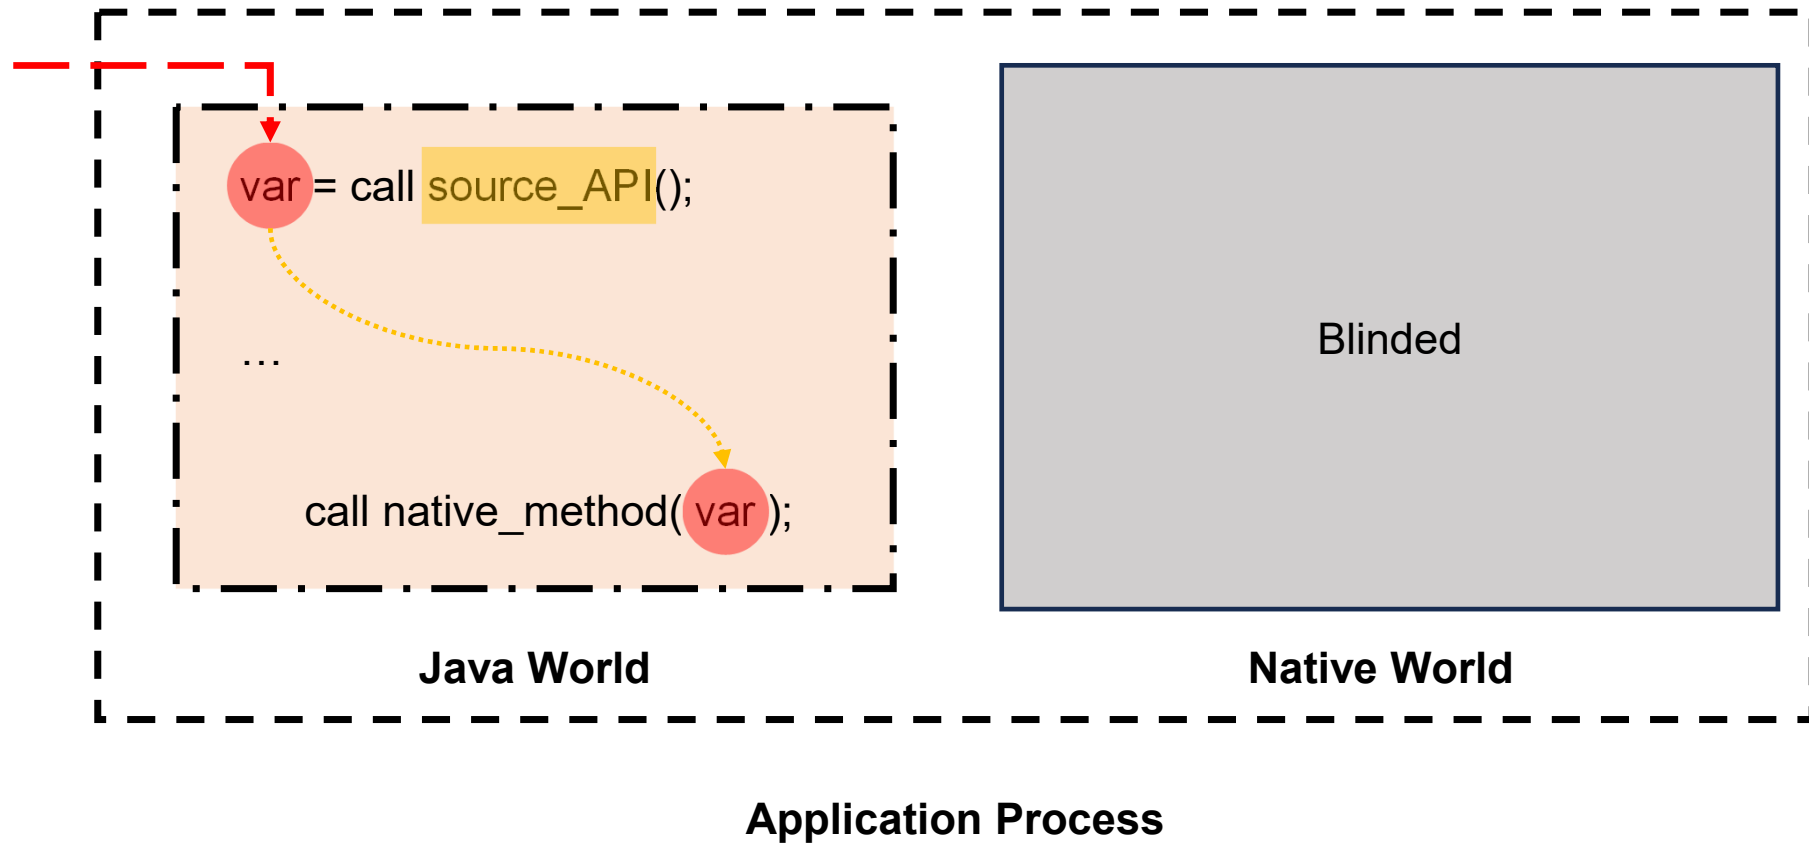 var = call source_API();
...
call native_method( var );
Blinded
Java World
Native World
Application Process